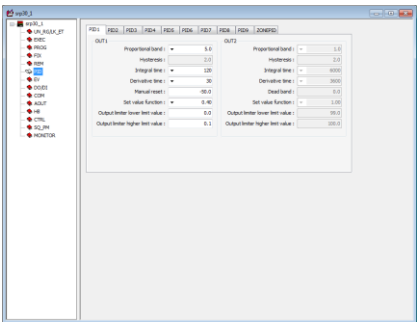 srp30_1
srp30_1
UN_RG/LK_ET
EXEC
PROG
FIX
REM
PID
EV
DO/DI
COM
AOUT
HB
CTRL
SQ_PM
MONITOR
PID1 PID2 PID3 PID4 PID5 PID6 PID7 PID8 PID9 ZONEPID
OUT1
Proportional band : 5.0
Hysteresis : 2.0
Integral time : 120
Derivative time : 30
Manual reset : -50.0
Set value function : 0.40
Output limiter lower limit value : 0.0
Output limiter higher limit value : 0.1
OUT2
Proportional band : 1.0
Hysteresis : 2.0
Integral time : 6000
Derivative time : 3600
Dead band : 0.0
Set value function : 1.00
Output limiter lower limit value :
Output limiter higher limit value : 100.0